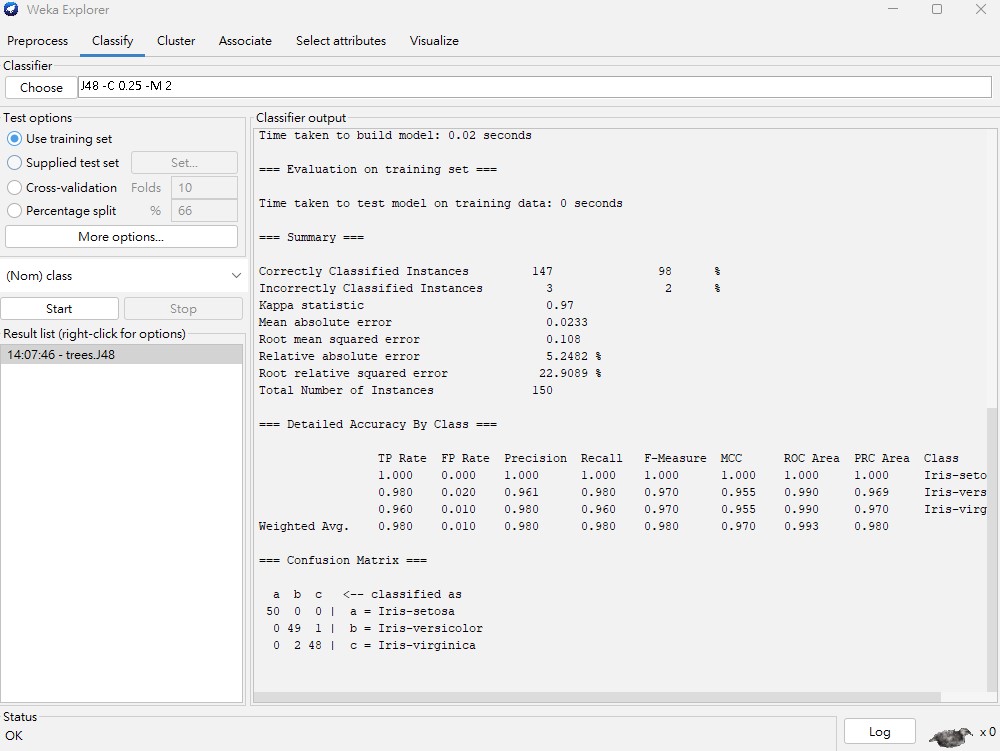 Weka Explorer
Preprocess Classify Cluster Associate Select attributes Visualize
Classifier
Choose J48 -C 0.25 -M 2
Test options
Use training set
Supplied test set Set...
Cross-validation Folds 10
Percentage split % 66
More options...
(Nom) class
Start Stop
Result list (right-click for options)
14:07:46 - trees.J48
Classifier output
Time taken to build model: 0.02 seconds
=== Evaluation on training set ===
Time taken to test model on training data: 0 seconds
=== Summary ===
Correctly Classified Instances 147 98 %
Incorrectly Classified Instances 3 2 %
Kappa statistic 0.97
Mean absolute error 0.0233
Root mean squared error 0.108
Relative absolute error 5.2482 %
Root relative squared error 22.9089 %
Total Number of Instances 150
=== Detailed Accuracy By Class ===
TP Rate FP Rate Precision Recall F-Measure MCC ROC Area PRC Area Class
1.000 0.000 1.000 1.000 1.000 1.000 1.000 1.000 Iris-seto
0.980 0.020 0.961 0.980 0.970 0.955 0.990 0.969 Iris-vers
0.960 0.010 0.980 0.960 0.970 0.955 0.990 0.970 Iris-virg
Weighted Avg. 0.980 0.010 0.980 0.980 0.980 0.970 0.993 0.980
=== Confusion Matrix ===
a b c <-- classified as
50 0 0 | a = Iris-setosa
0 49 1 | b = Iris-versicolor
0 2 48 | c = Iris-virginica
Status
OK
Log x 0